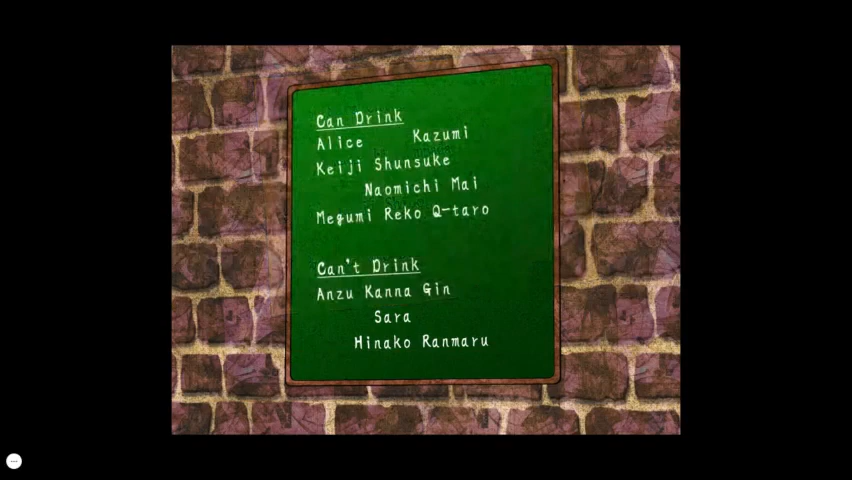 Can Drink
Alice Kazumi
Keiji Shunsuke
Naomichi Mai
Megumi Reko Q-taro
Can't Drink
Anzu Kanna Gin
Sara
Hinako Ranmaru